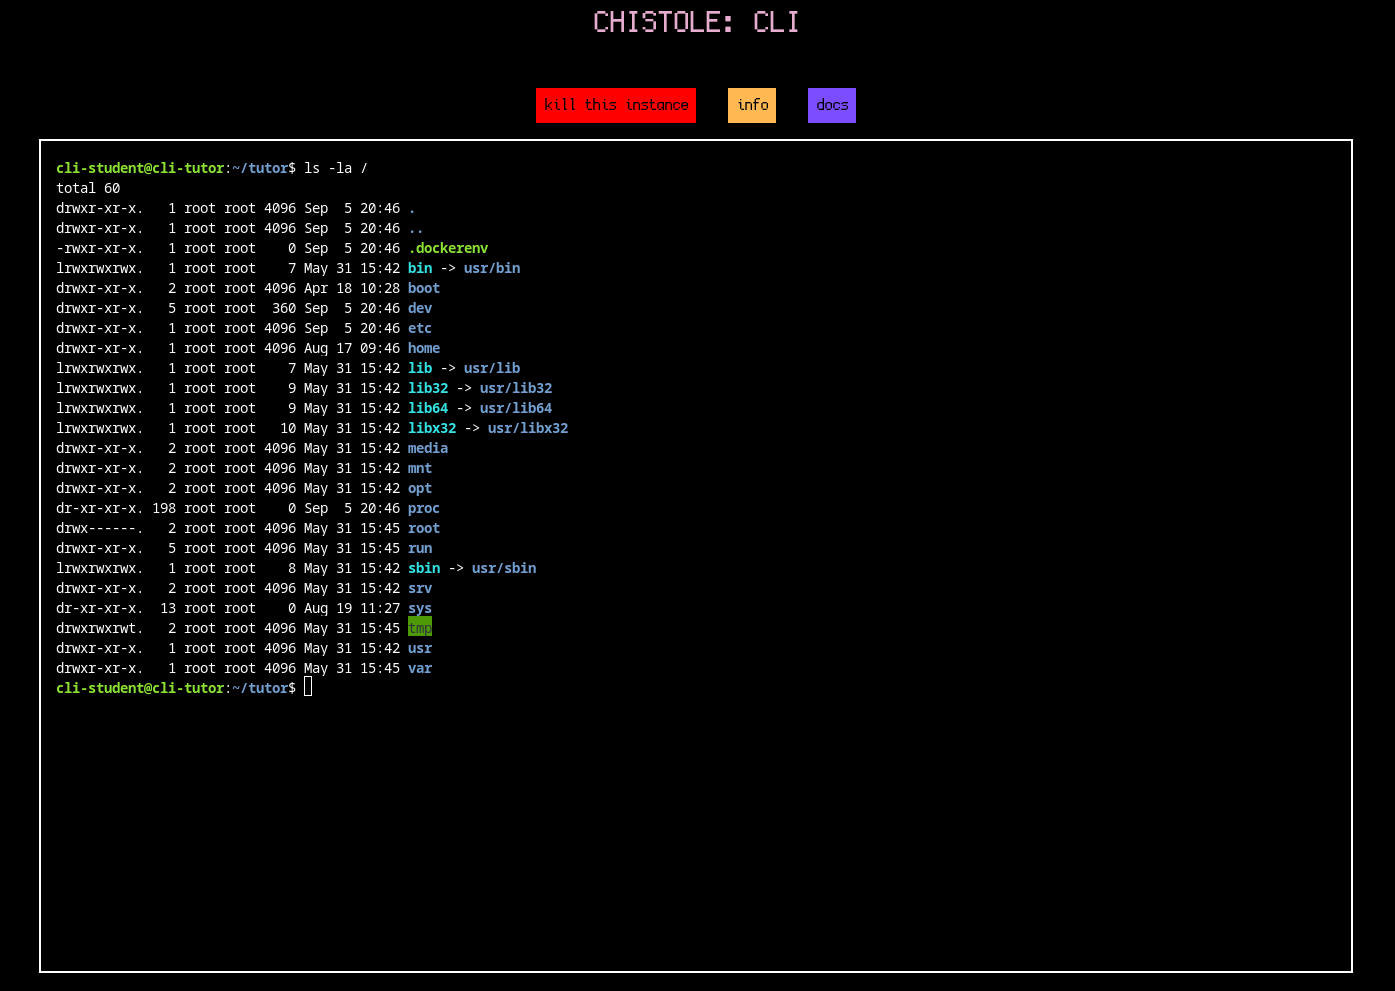 CHISTOLE: CLI
kill this instance info docs
cli-student@cli-tutor:~/tutor$ ls -la /
total 60
drwxr-xr-x.   1 root root 4096 Sep  5 20:46 .
drwxr-xr-x.   1 root root 4096 Sep  5 20:46 ..
-rwxr-xr-x.   1 root root    0 Sep  5 20:46 .dockerenv
lrwxrwxrwx.   1 root root    7 May 31 15:42 bin -> usr/bin
drwxr-xr-x.   2 root root 4096 Apr 18 10:28 boot
drwxr-xr-x.   5 root root  360 Sep  5 20:46 dev
drwxr-xr-x.   1 root root 4096 Sep  5 20:46 etc
drwxr-xr-x.   1 root root 4096 Aug 17 09:46 home
lrwxrwxrwx.   1 root root    7 May 31 15:42 lib -> usr/lib
lrwxrwxrwx.   1 root root    9 May 31 15:42 lib32 -> usr/lib32
lrwxrwxrwx.   1 root root    9 May 31 15:42 lib64 -> usr/lib64
lrwxrwxrwx.   1 root root   10 May 31 15:42 libx32 -> usr/libx32
drwxr-xr-x.   2 root root 4096 May 31 15:42 media
drwxr-xr-x.   2 root root 4096 May 31 15:42 mnt
drwxr-xr-x.   2 root root 4096 May 31 15:42 opt
dr-xr-xr-x. 198 root root    0 Sep  5 20:46 proc
drwx------.   2 root root 4096 May 31 15:45 root
drwxr-xr-x.   5 root root 4096 May 31 15:45 run
lrwxrwxrwx.   1 root root    8 May 31 15:42 sbin -> usr/sbin
drwxr-xr-x.   2 root root 4096 May 31 15:42 srv
dr-xr-xr-x.  13 root root    0 Aug 19 11:27 sys
drwxrwxrwt.   2 root root 4096 May 31 15:45 tmp
drwxr-xr-x.   1 root root 4096 May 31 15:42 usr
drwxr-xr-x.   1 root root 4096 May 31 15:45 var
cli-student@cli-tutor:~/tutor$